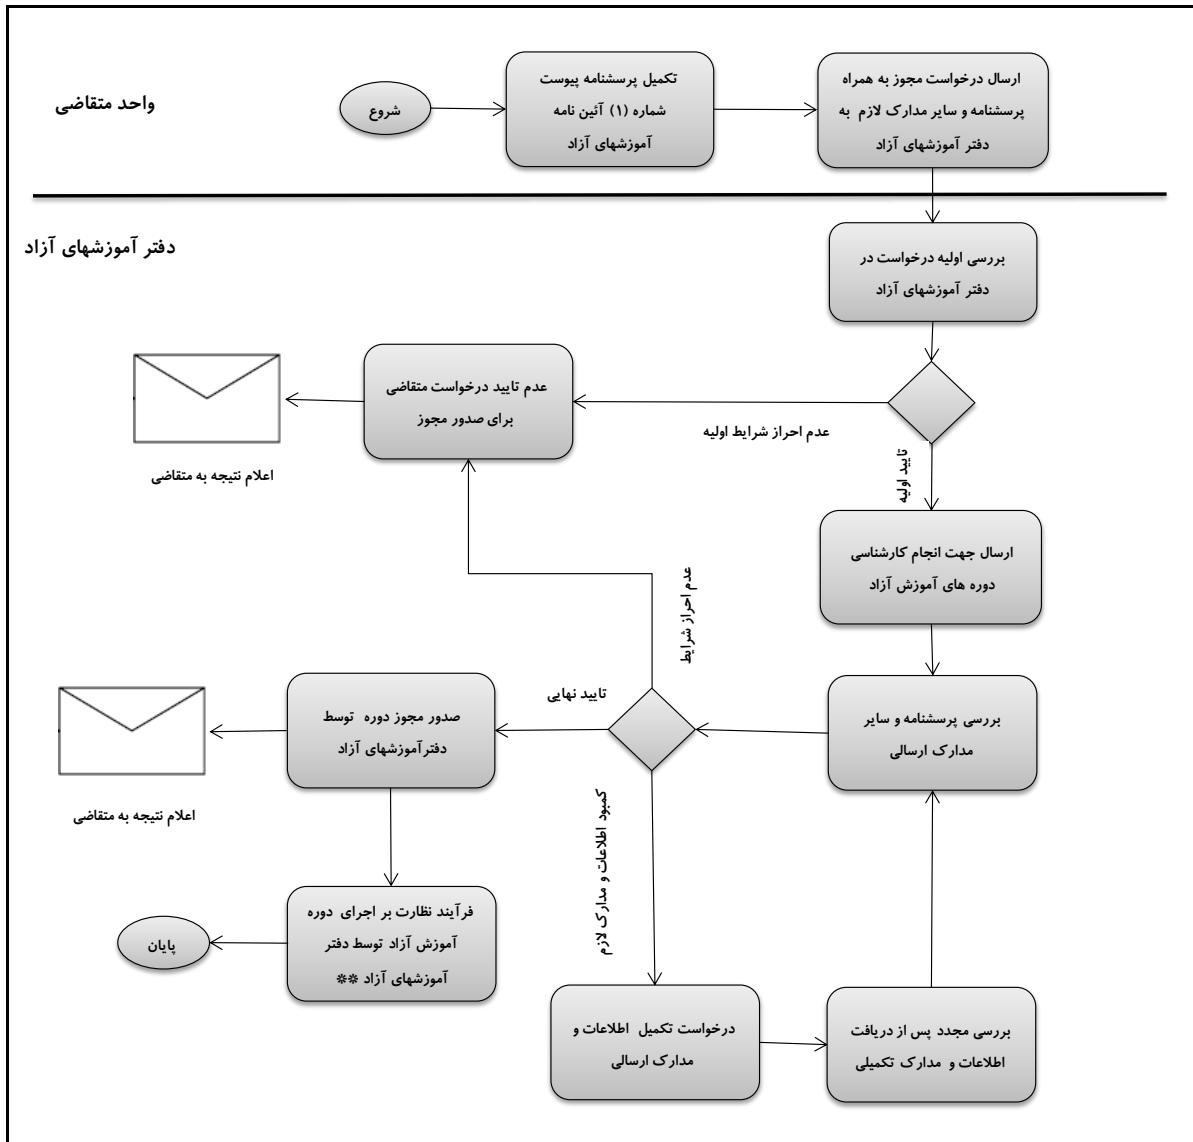 واحد متقاضی
شروع
تکمیل پرسشنامه پیوست
شماره (۱) آئین نامه
آموزشهای آزاد
ارسال درخواست مجوز به همراه
پرسشنامه و سایر مدارک لازم به
دفتر آموزشهای آزاد
دفتر آموزشهای آزاد
بررسی اولیه درخواست در
دفتر آموزشهای آزاد
عدم احراز شرایط اولیه
تایید اولیه
عدم تایید درخواست متقاضی
برای صدور مجوز
اعلام نتیجه به متقاضی
ارسال جهت انجام کارشناسی
دوره های آموزش آزاد
بررسی پرسشنامه و سایر
مدارک ارسالی
عدم احراز شرایط
تایید نهایی
کمبود اطلاعات و مدارک لازم
صدور مجوز دوره توسط
دفترآموزشهای آزاد
اعلام نتیجه به متقاضی
فرآیند نظارت بر اجرای دوره
آموزش آزاد توسط دفتر
آموزشهای آزاد **
پایان
درخواست تکمیل اطلاعات و
مدارک ارسالی
بررسی مجدد پس از دریافت
اطلاعات و مدارک تکمیلی